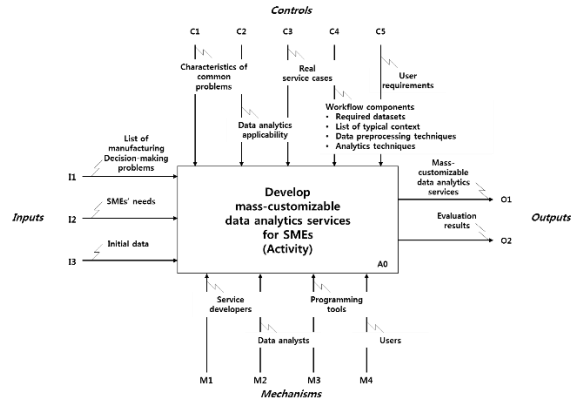 Controls
C1 C2 C3 C4 C5
Characteristics of
common
problems
Real
service cases
User
requirements
Data analytics
applicability
Workflow components
• Required datasets
• List of typical context
• Data preprocessing techniques
• Analytics techniques
List of
manufacturing
Decision-making
problems
I1
SMEs' needs
Inputs
I2
Initial data
I3
Develop
mass-customizable
data analytics services
for SMEs
(Activity)
A0
Mass-
customizable
data analytics
services
O1
Outputs
Evaluation
results
O2
Service
developers
Programming
tools
Data analysts
Users
M1 M2 M3 M4
Mechanisms